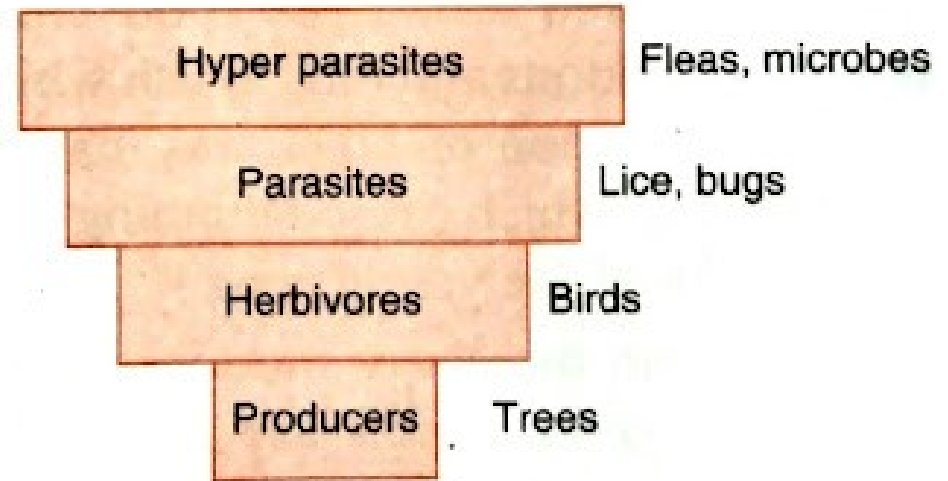 Hyper parasites Fleas, microbes
Parasites Lice, bugs
Herbivores Birds
Producers Trees